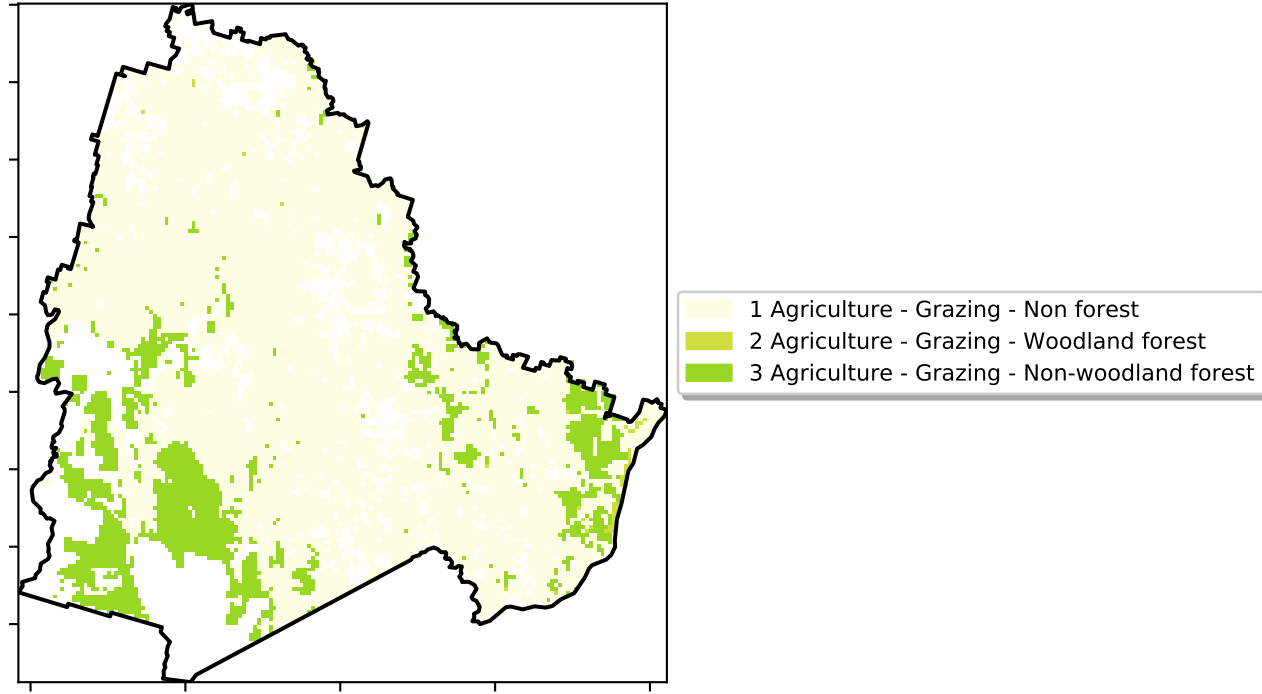 1 Agriculture - Grazing - Non forest
2 Agriculture - Grazing - Woodland forest
3 Agriculture - Grazing - Non-woodland forest